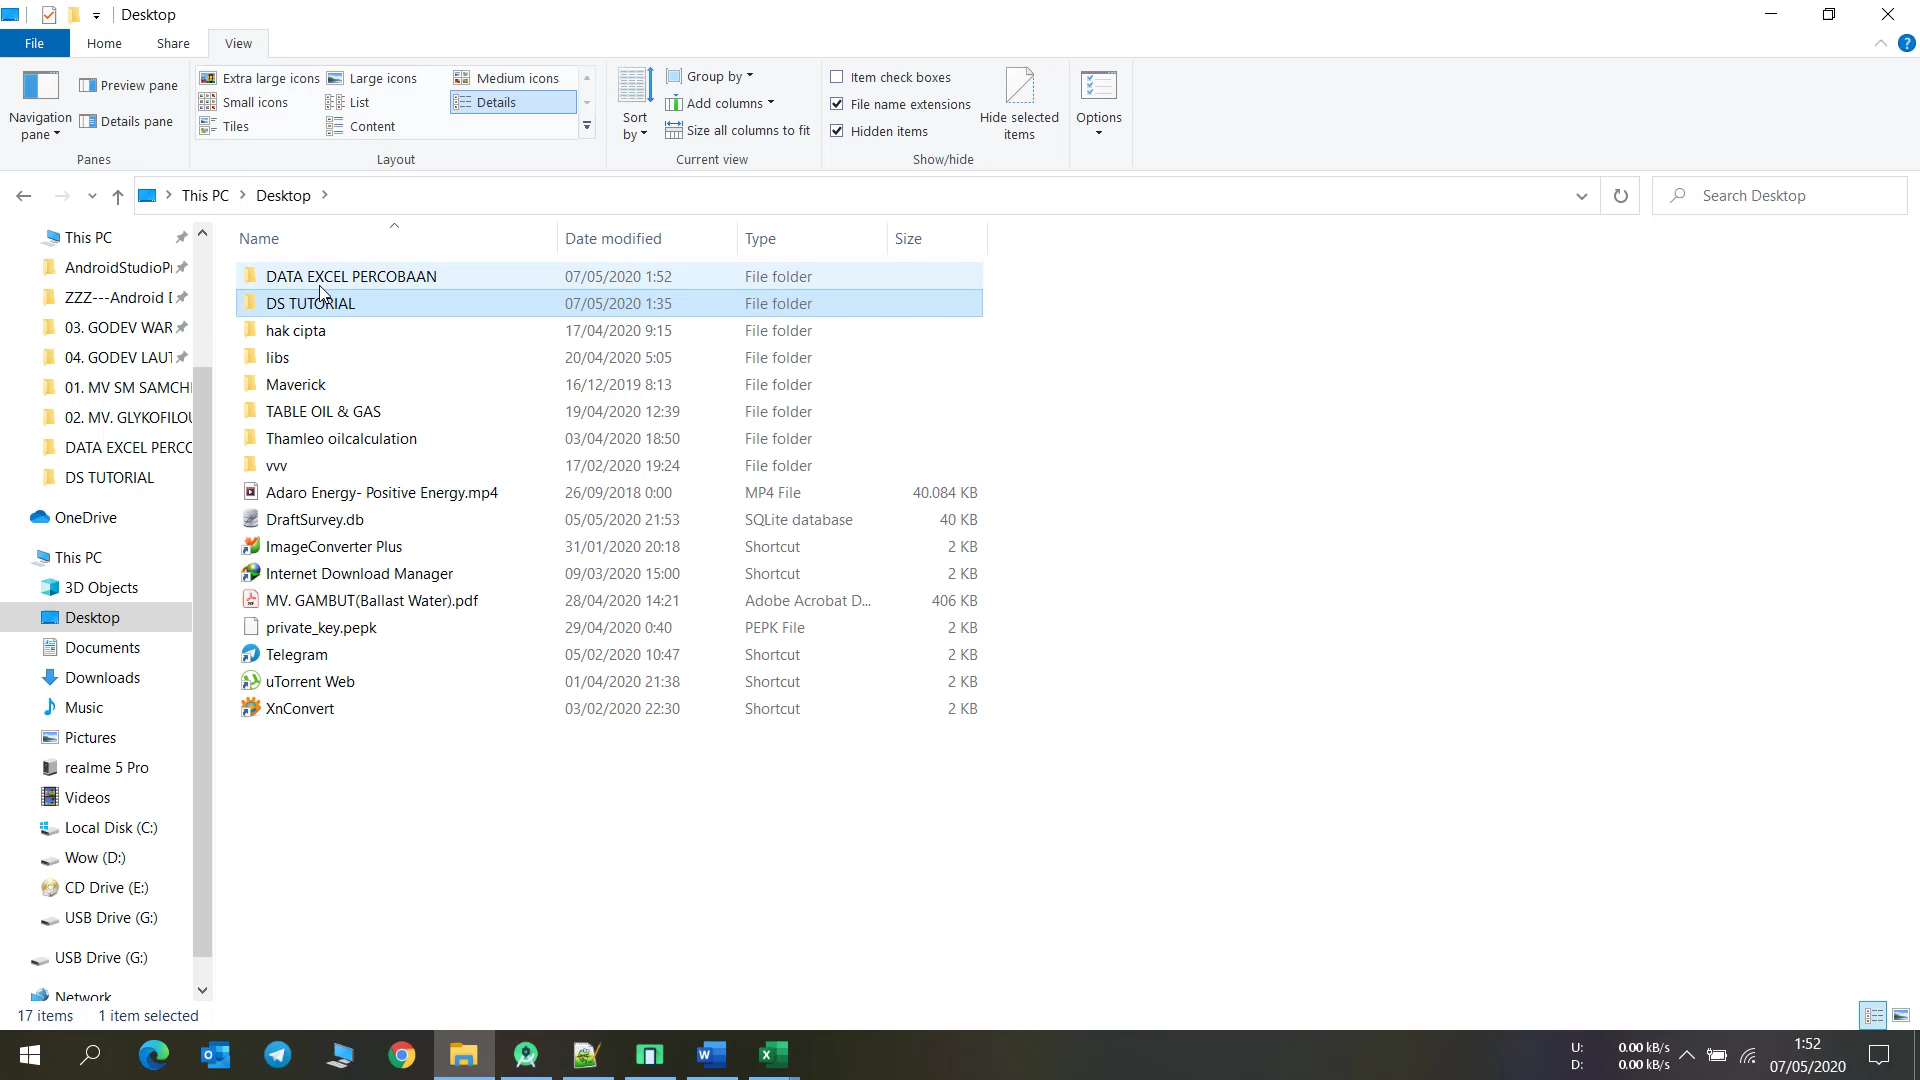 Desktop
File Home Share View
Navigation pane
Preview pane
Details pane
Panes
Extra large icons Large icons Medium icons
Small icons List Details
Tiles Content
Layout
Sort by
Group by
Add columns
Size all columns to fit
Current view
Item check boxes
File name extensions
Hidden items
Hide selected items
Show/hide
Options
This PC Desktop
Search Desktop
This PC
AndroidStudioP
ZZZ---Android D
03. GODEV WAR
04. GODEV LAUT
01. MV SM SAMCH
02. MV. GLYKOFILOU
DATA EXCEL PERCO
DS TUTORIAL
OneDrive
This PC
3D Objects
Desktop
Documents
Downloads
Music
Pictures
realme 5 Pro
Videos
Local Disk (C:)
Wow (D:)
CD Drive (E:)
USB Drive (G:)
USB Drive (G:)
Network
Name Date modified Type Size
DATA EXCEL PERCOBAAN 07/05/2020 1:52 File folder
DS TUTORIAL 07/05/2020 1:35 File folder
hak cipta 17/04/2020 9:15 File folder
libs 20/04/2020 5:05 File folder
Maverick 16/12/2019 8:13 File folder
TABLE OIL & GAS 19/04/2020 12:39 File folder
Thamleo oilcalculation 03/04/2020 18:50 File folder
vvv 17/02/2020 19:24 File folder
Adaro Energy- Positive Energy.mp4 26/09/2018 0:00 MP4 File 40.084 KB
DraftSurvey.db 05/05/2020 21:53 SQLite database 40 KB
ImageConverter Plus 31/01/2020 20:18 Shortcut 2 KB
Internet Download Manager 09/03/2020 15:00 Shortcut 2 KB
MV. GAMBUT(Ballast Water).pdf 28/04/2020 14:21 Adobe Acrobat D... 406 KB
private_key.pepk 29/04/2020 0:40 PEPK File 2 KB
Telegram 05/02/2020 10:47 Shortcut 2 KB
uTorrent Web 01/04/2020 21:38 Shortcut 2 KB
XnConvert 03/02/2020 22:30 Shortcut 2 KB
17 items 1 item selected
U: 0.00 kB/s
D: 0.00 kB/s
1:52
07/05/2020